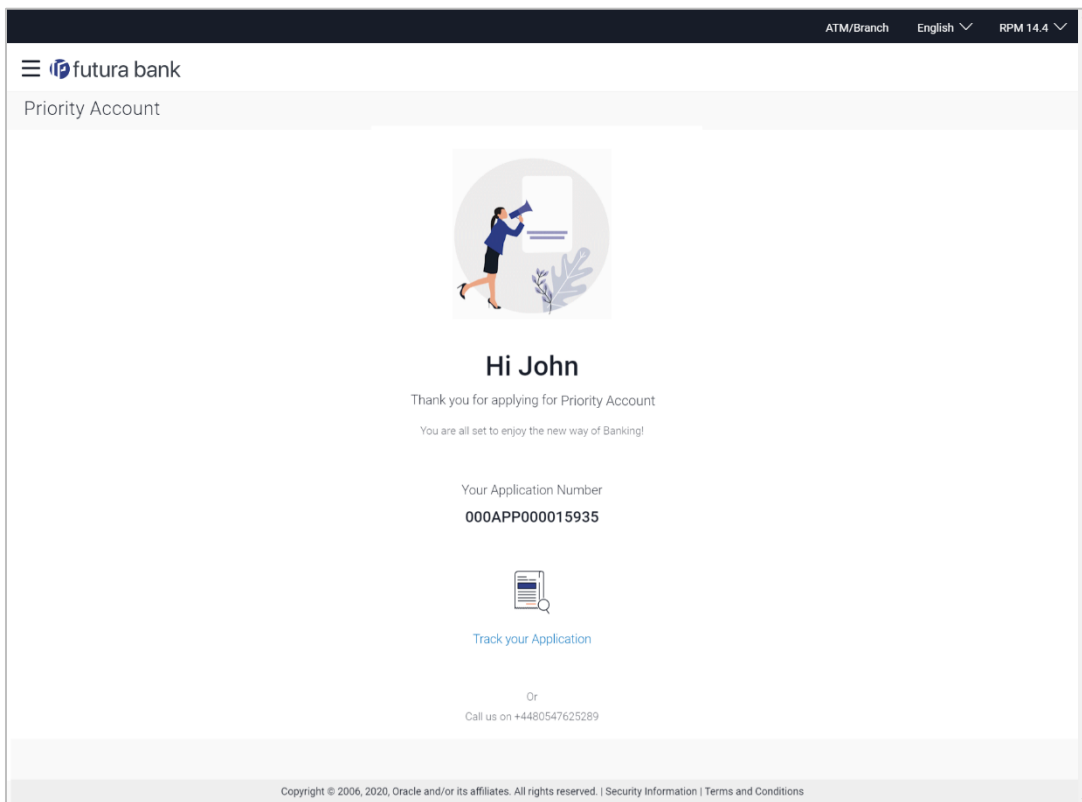 ATM/Branch English RPM 14.4
futura bank
Priority Account
Hi John
Thank you for applying for Priority Account
You are all set to enjoy the new way of Banking!
Your Application Number
000APP000015935
Track your Application
Or
Call us on +4480547625289
Copyright © 2006, 2020, Oracle and/or its affiliates. All rights reserved. | Security Information | Terms and Conditions